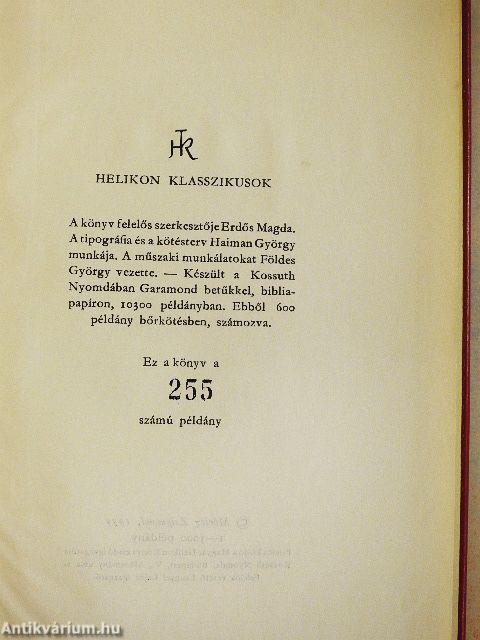 HK
HELIKON KLASSZIKUSOK
A könyv felelős szerkesztője Erdős Magda.
A tipográfia és a kötésterv Haiman György
munkája. A műszaki munkálatokat Földes
György vezette. — Készült a Kossuth
Nyomdában Garamond betűkkel, biblia-
papíron, 10300 példányban. Ebből 600
példány bőrkötésben, számozva.
Ez a könyv a
255
számú példány
Antikvárium.hu